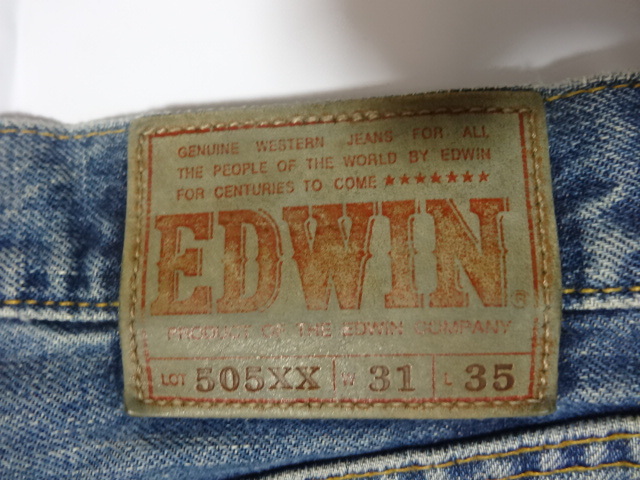 GENUINE WESTERN JEANS FOR ALL
THE PEOPLE OF THE WORLD BY EDWIN
FOR CENTURIES TO COME ★★★★★★★
EDWIN®
PRODUCT OF THE EDWIN COMPANY
LOT 505XX W 31 L 35